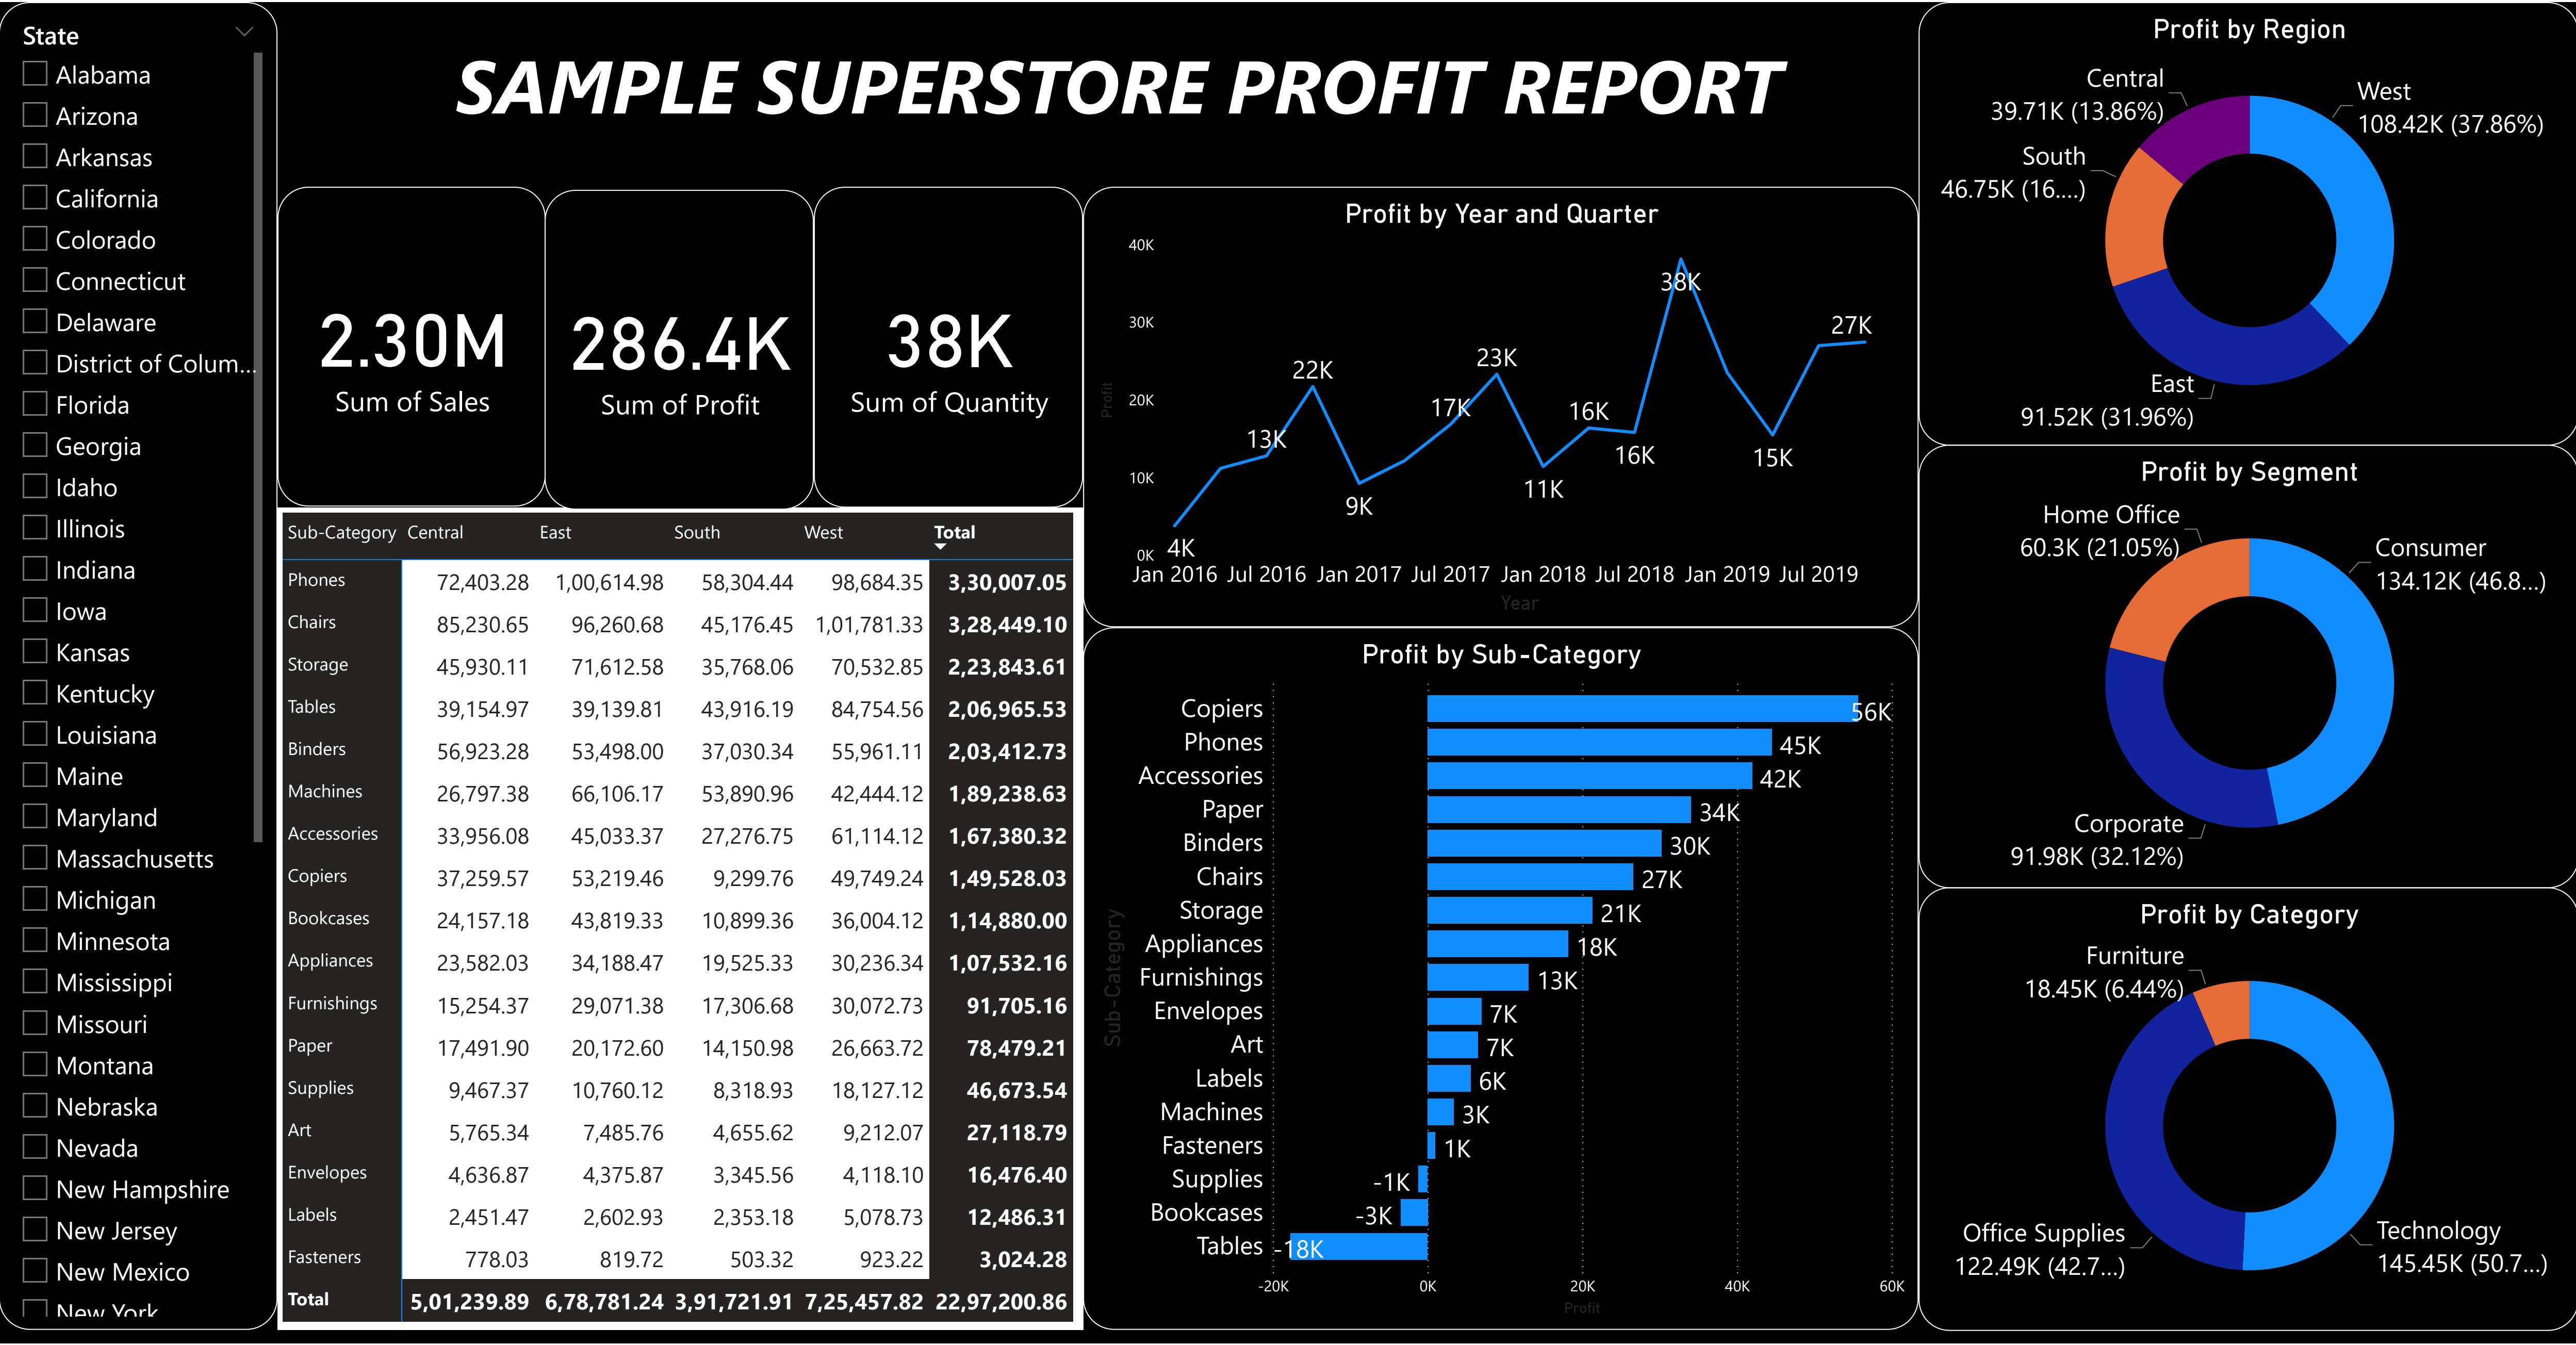 State
Alabama
Arizona
Arkansas
California
Colorado
Connecticut
Delaware
District of Colum...
Florida
Georgia
Idaho
Illinois
Indiana
Iowa
Kansas
Kentucky
Louisiana
Maine
Maryland
Massachusetts
Michigan
Minnesota
Mississippi
Missouri
Montana
Nebraska
Nevada
New Hampshire
New Jersey
New Mexico
New York
SAMPLE SUPERSTORE PROFIT REPORT
2.30M
Sum of Sales
286.4K
Sum of Profit
38K
Sum of Quantity
Sub-Category Central East South West Total
Phones 72,403.28 1,00,614.98 58,304.44 98,684.35 3,30,007.05
Chairs 85,230.65 96,260.68 45,176.45 1,01,781.33 3,28,449.10
Storage 45,930.11 71,612.58 35,768.06 70,532.85 2,23,843.61
Tables 39,154.97 39,139.81 43,916.19 84,754.56 2,06,965.53
Binders 56,923.28 53,498.00 37,030.34 55,961.11 2,03,412.73
Machines 26,797.38 66,106.17 53,890.96 42,444.12 1,89,238.63
Accessories 33,956.08 45,033.37 27,276.75 61,114.12 1,67,380.32
Copiers 37,259.57 53,219.46 9,299.76 49,749.24 1,49,528.03
Bookcases 24,157.18 43,819.33 10,899.36 36,004.12 1,14,880.00
Appliances 23,582.03 34,188.47 19,525.33 30,236.34 1,07,532.16
Furnishings 15,254.37 29,071.38 17,306.68 30,072.73 91,705.16
Paper 17,491.90 20,172.60 14,150.98 26,663.72 78,479.21
Supplies 9,467.37 10,760.12 8,318.93 18,127.12 46,673.54
Art 5,765.34 7,485.76 4,655.62 9,212.07 27,118.79
Envelopes 4,636.87 4,375.87 3,345.56 4,118.10 16,476.40
Labels 2,451.47 2,602.93 2,353.18 5,078.73 12,486.31
Fasteners 778.03 819.72 503.32 923.22 3,024.28
Total 5,01,239.89 6,78,781.24 3,91,721.91 7,25,457.82 22,97,200.86
Profit by Year and Quarter
Profit
40K
30K
20K
10K
0K
4K
13K
22K
9K
17K
23K
11K
16K
16K
38K
15K
27K
Jan 2016 Jul 2016 Jan 2017 Jul 2017 Jan 2018 Jul 2018 Jan 2019 Jul 2019
Year
Profit by Sub-Category
Sub-Category
Copiers 56K
Phones 45K
Accessories 42K
Paper 34K
Binders 30K
Chairs 27K
Storage 21K
Appliances 18K
Furnishings 13K
Envelopes 7K
Art 7K
Labels 6K
Machines 3K
Fasteners 1K
Supplies -1K
Bookcases -3K
Tables -18K
-20K 0K 20K 40K 60K
Profit
Profit by Region
Central
39.71K (13.86%)
West
108.42K (37.86%)
South
46.75K (16....)
East
91.52K (31.96%)
Profit by Segment
Home Office
60.3K (21.05%)
Consumer
134.12K (46.8...)
Corporate
91.98K (32.12%)
Profit by Category
Furniture
18.45K (6.44%)
Office Supplies
122.49K (42.7...)
Technology
145.45K (50.7...)